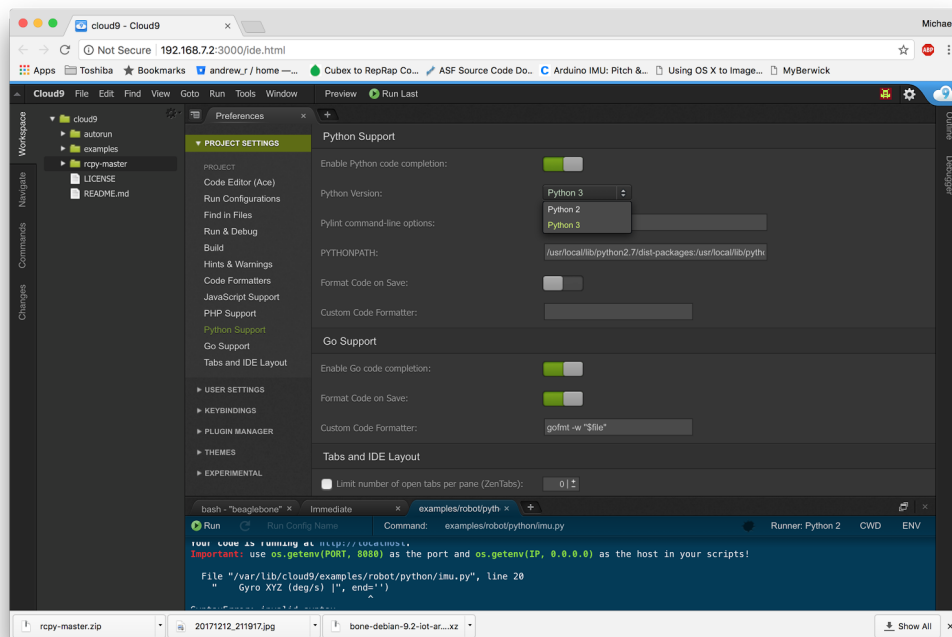 cloud9 - Cloud9
Michae
Not Secure | 192.168.7.2:3000/ide.html
ABP
Apps Toshiba Bookmarks andrew_r / home —... Cubex to RepRap Co... ASF Source Code Do.. Arduino IMU: Pitch &... Using OS X to Image... MyBerwick
Cloud9 File Edit Find View Goto Run Tools Window Preview Run Last
Workspace
Navigate
Commands
Changes
cloud9
autorun
examples
rcpy-master
LICENSE
README.md
Preferences
PROJECT SETTINGS
PROJECT
Code Editor (Ace)
Run Configurations
Find in Files
Run & Debug
Build
Hints & Warnings
Code Formatters
JavaScript Support
PHP Support
Python Support
Go Support
Tabs and IDE Layout
USER SETTINGS
KEYBINDINGS
PLUGIN MANAGER
THEMES
EXPERIMENTAL
Python Support
Enable Python code completion:
Python Version: Python 3
Python 2
Python 3
Pylint command-line options:
PYTHONPATH: /usr/local/lib/python2.7/dist-packages:/usr/local/lib/pytho
Format Code on Save:
Custom Code Formatter:
Go Support
Enable Go code completion:
Format Code on Save:
Custom Code Formatter: gofmt -w "$file"
Tabs and IDE Layout
Limit number of open tabs per pane (ZenTabs): 0
Outline
Debugger
bash - "beaglebone" Immediate examples/robot/pyth
Run Run Config Name Command: examples/robot/python/imu.py Runner: Python 2 CWD ENV
Your code is running at http://localhost.
Important: use os.getenv(PORT, 8080) as the port and os.getenv(IP, 0.0.0.0) as the host in your scripts!
File "/var/lib/cloud9/examples/robot/python/imu.py", line 20
" Gyro XYZ (deg/s) |", end='')
^
SyntaxError: invalid syntax
rcpy-master.zip 20171212_211917.jpg bone-debian-9.2-iot-ar....xz Show All